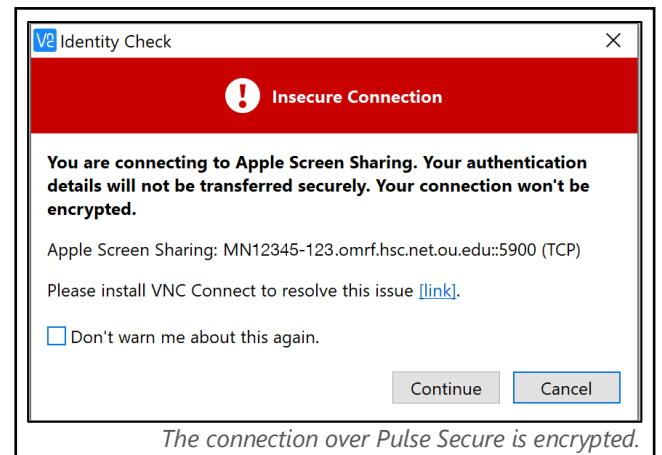 V2 Identity Check
Insecure Connection
You are connecting to Apple Screen Sharing. Your authentication
details will not be transferred securely. Your connection won't be
encrypted.
Apple Screen Sharing: MN12345-123.omrf.hsc.net.ou.edu::5900 (TCP)
Please install VNC Connect to resolve this issue [link].
Don't warn me about this again.
Continue Cancel
The connection over Pulse Secure is encrypted.